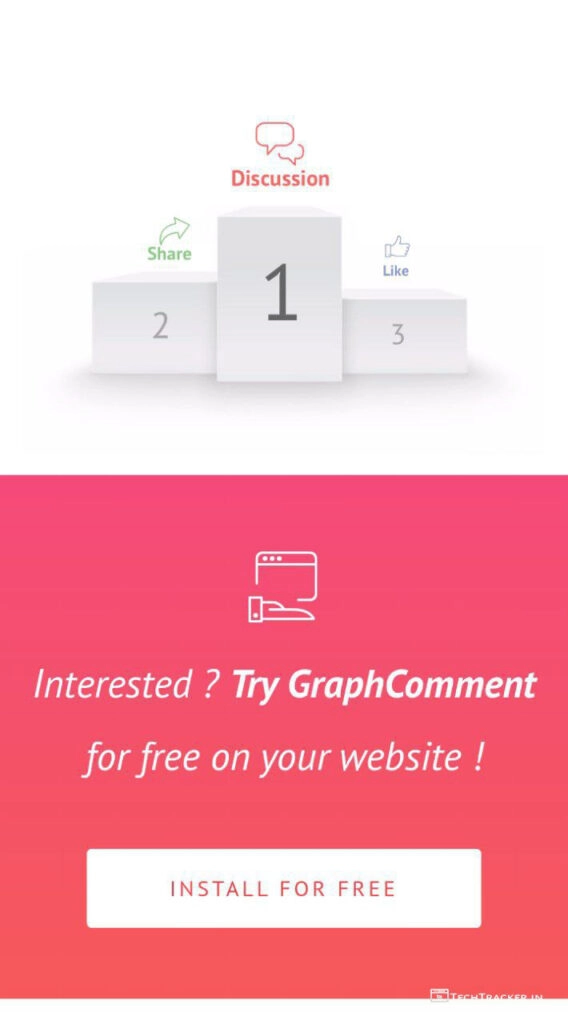 Discussion
Share
Like
1
2
3
Interested ? Try GraphComment
for free on your website !
INSTALL FOR FREE
TECHTRACKER.IN